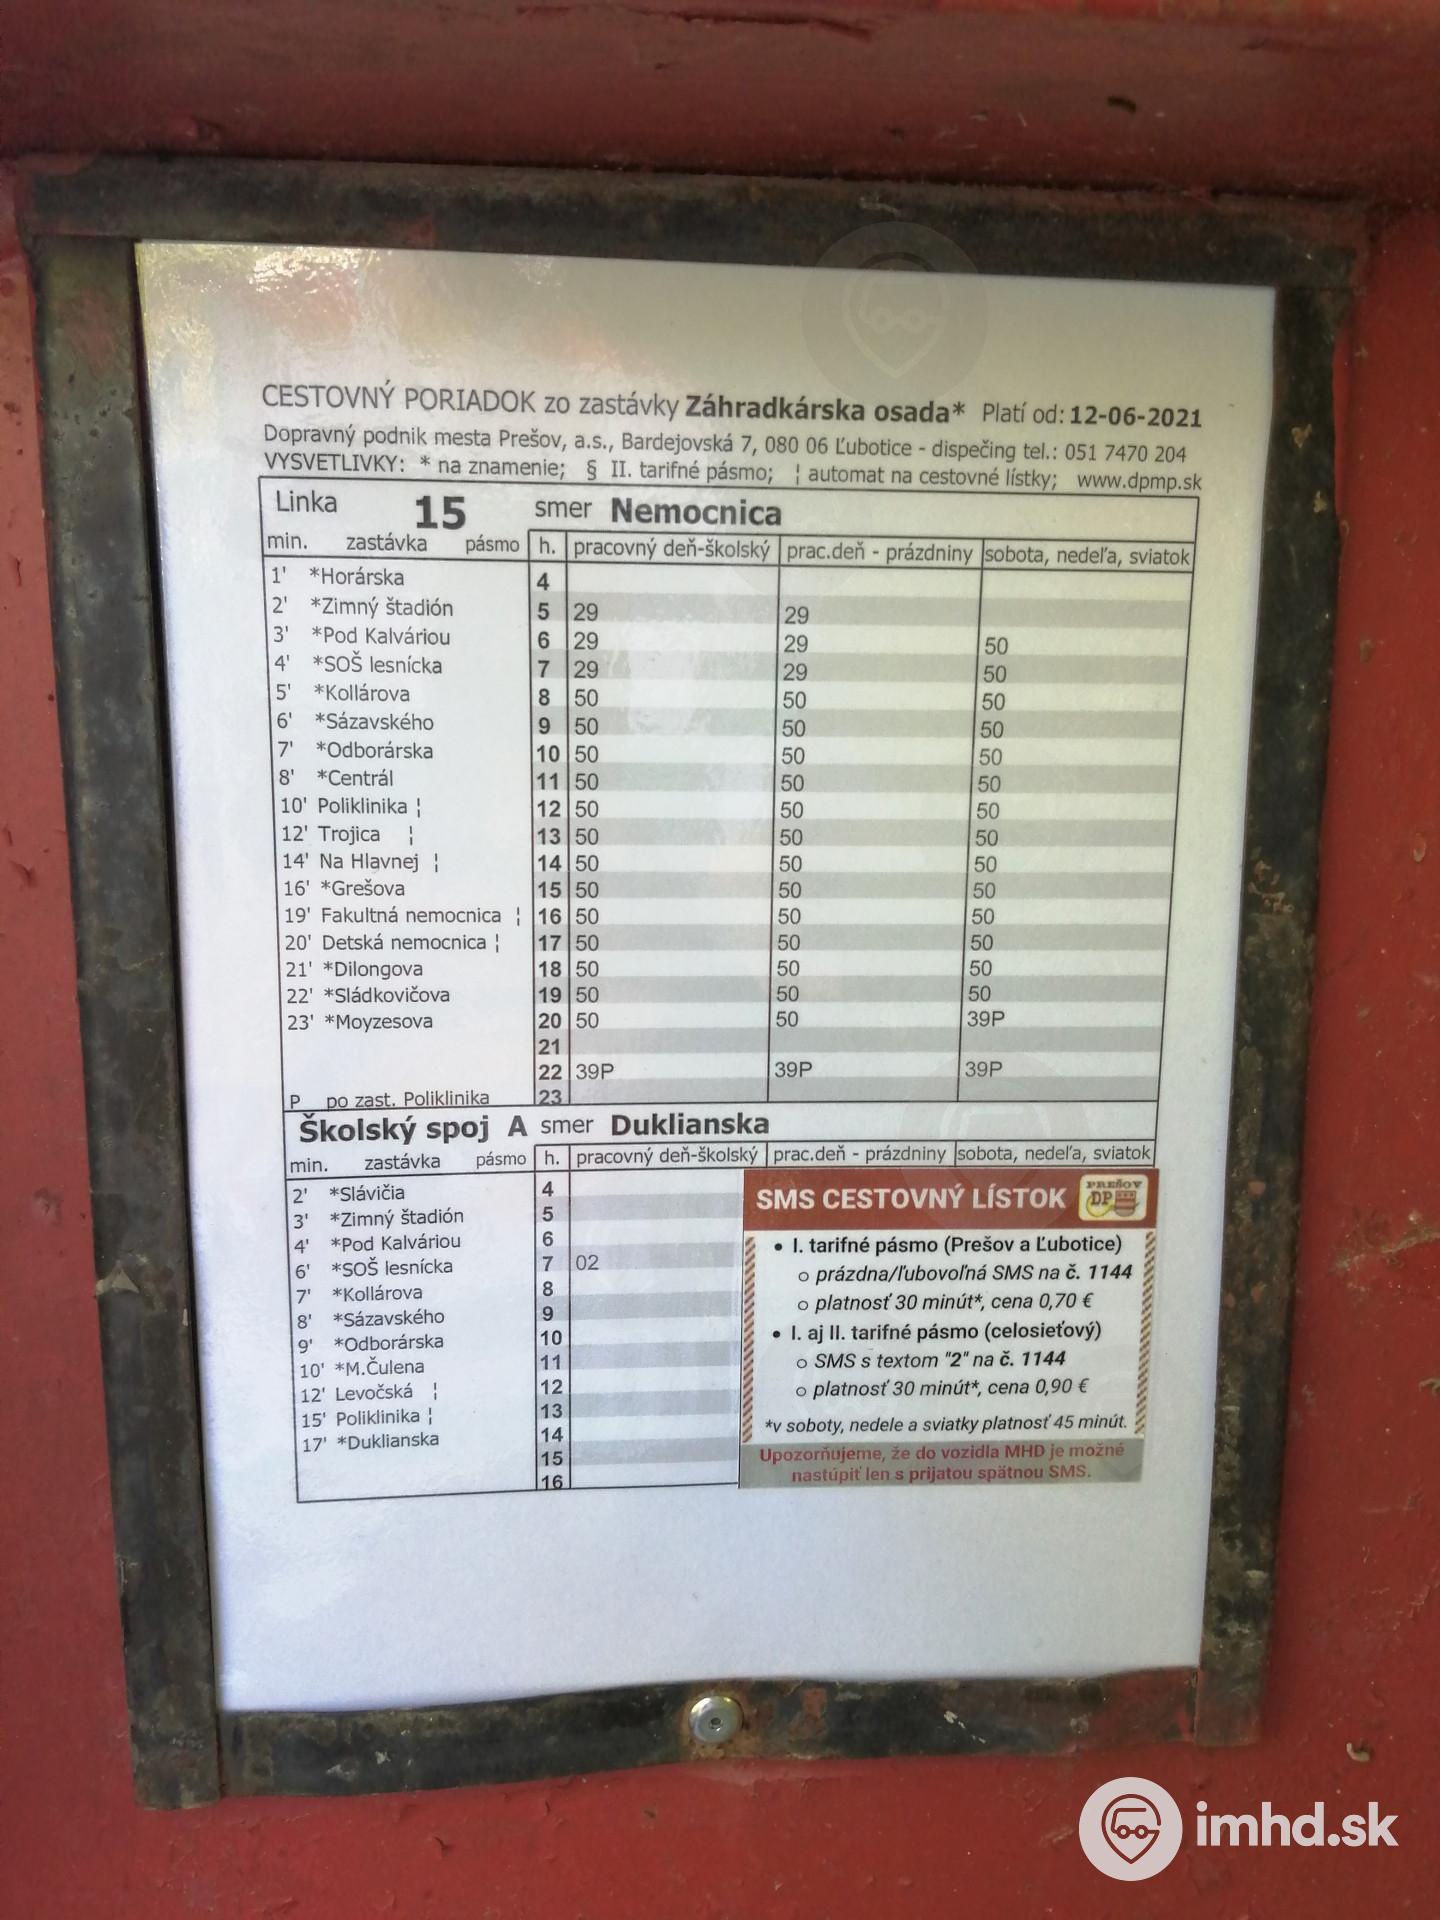 CESTOVNÝ PORIADOK zo zastávky Záhradkárska osada* Platí od: 12-06-2021
Dopravný podnik mesta Prešov, a.s., Bardejovská 7, 080 06 Ľubotice - dispečing tel.: 051 7470 204
VYSVETLIVKY: * na znamenie; § II. tarifné pásmo; ¦ automat na cestovné lístky; www.dpmp.sk
Linka 15 smer Nemocnica
min. zastávka pásmo h. pracovný deň-školský prac.deň - prázdniny sobota, nedeľa, sviatok
1' *Horárska 4
2' *Zimný štadión 5 29 29
3' *Pod Kalváriou 6 29 29 50
4' *SOŠ lesnícka 7 29 29 50
5' *Kollárova 8 50 50 50
6' *Sázavského 9 50 50 50
7' *Odborárska 10 50 50 50
8' *Centrál 11 50 50 50
10' Poliklinika ¦ 12 50 50 50
12' Trojica ¦ 13 50 50 50
14' Na Hlavnej ¦ 14 50 50 50
16' *Grešova 15 50 50 50
19' Fakultná nemocnica ¦ 16 50 50 50
20' Detská nemocnica ¦ 17 50 50 50
21' *Dilongova 18 50 50 50
22' *Sládkovičova 19 50 50 50
23' *Moyzesova 20 50 50 39P
21
22 39P 39P 39P
P po zast. Poliklinika 23
Školský spoj A smer Duklianska
min. zastávka pásmo h. pracovný deň-školský prac.deň - prázdniny sobota, nedeľa, sviatok
2' *Slávičia 4
3' *Zimný štadión 5
4' *Pod Kalváriou 6
6' *SOŠ lesnícka 7 02
7' *Kollárova 8
8' *Sázavského 9
9' *Odborárska 10
10' *M.Čulena 11
12' Levočská ¦ 12
15' Poliklinika ¦ 13
17' *Duklianska 14
15
16
SMS CESTOVNÝ LÍSTOK PREŠOV DP
• I. tarifné pásmo (Prešov a Ľubotice)
o prázdna/ľubovoľná SMS na č. 1144
o platnosť 30 minút*, cena 0,70 €
• I. aj II. tarifné pásmo (celosieťový)
o SMS s textom "2" na č. 1144
o platnosť 30 minút*, cena 0,90 €
*v soboty, nedele a sviatky platnosť 45 minút.
Upozorňujeme, že do vozidla MHD je možné
nastúpiť len s prijatou spätnou SMS.
imhd.sk